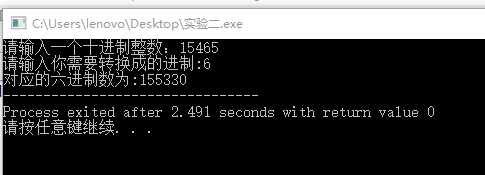 C:\Users\lenovo\Desktop\实验二.exe
请输入一个十进制整数：15465
请输入你需要转换成的进制:6
对应的六进制数为:155330
--------------------------------
Process exited after 2.491 seconds with return value 0
请按任意键继续. . .